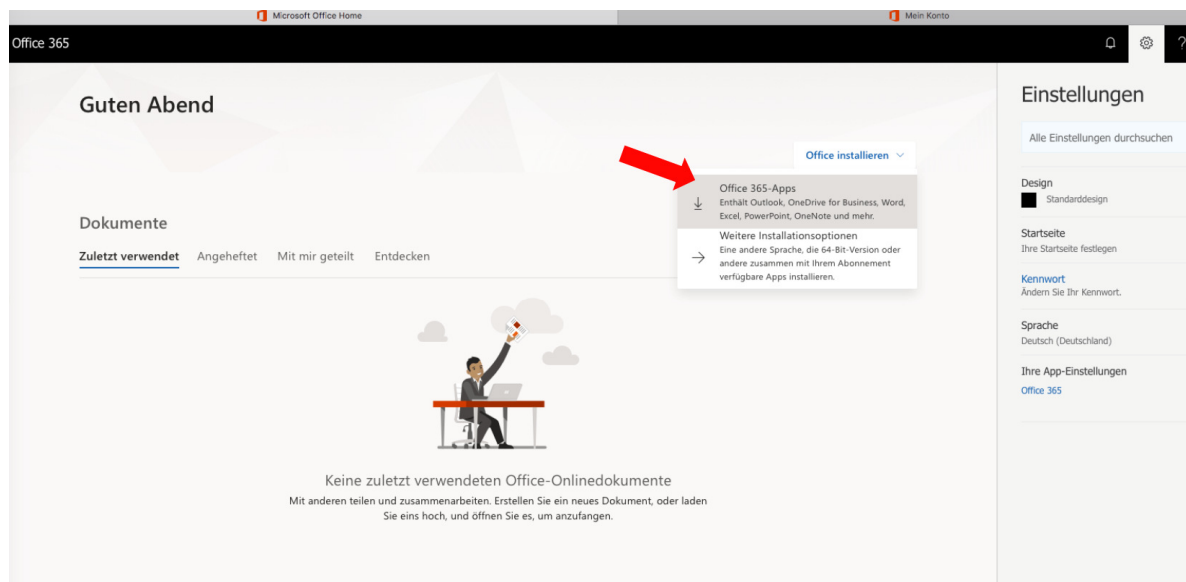 Microsoft Office Home
Mein Konto
Office 365
?
Guten Abend
Office installieren
Office 365-Apps
Enthält Outlook, OneDrive for Business, Word,
Excel, PowerPoint, OneNote und mehr.
Weitere Installationsoptionen
Eine andere Sprache, die 64-Bit-Version oder
andere zusammen mit Ihrem Abonnement
verfügbare Apps installieren.
Dokumente
Zuletzt verwendet Angeheftet Mit mir geteilt Entdecken
Keine zuletzt verwendeten Office-Onlinedokumente
Mit anderen teilen und zusammenarbeiten. Erstellen Sie ein neues Dokument, oder laden
Sie eins hoch, und öffnen Sie es, um anzufangen.
Einstellungen
Alle Einstellungen durchsuchen
Design
Standarddesign
Startseite
Ihre Startseite festlegen
Kennwort
Ändern Sie Ihr Kennwort.
Sprache
Deutsch (Deutschland)
Ihre App-Einstellungen
Office 365